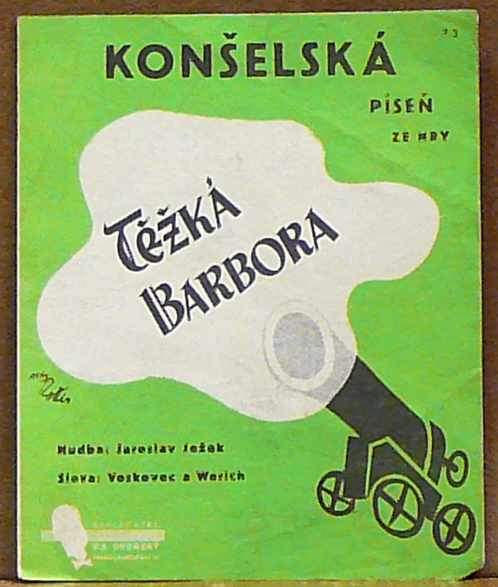 KONŠELSKÁ
PÍSEŇ
ZE HRY
TĚŽKÁ
BARBORA
Hudba: Jaroslav Ježek
Slova: Voskovec a Werich